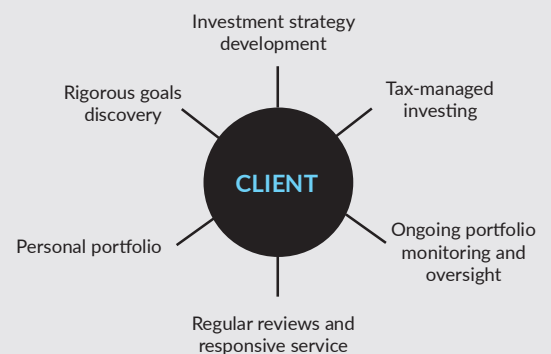 Investment strategy
development
Rigorous goals
discovery
Tax-managed
investing
CLIENT
Personal portfolio
Ongoing portfolio
monitoring and
oversight
Regular reviews and
responsive service